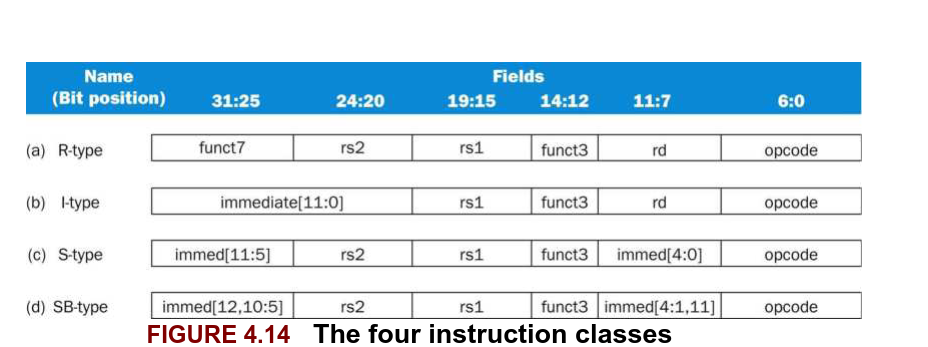 Name Fields
(Bit position) 31:25 24:20 19:15 14:12 11:7 6:0
(a) R-type funct7 rs2 rs1 funct3 rd opcode
(b) I-type immediate[11:0] rs1 funct3 rd opcode
(c) S-type immed[11:5] rs2 rs1 funct3 immed[4:0] opcode
(d) SB-type immed[12,10:5] rs2 rs1 funct3 immed[4:1,11] opcode
FIGURE 4.14 The four instruction classes